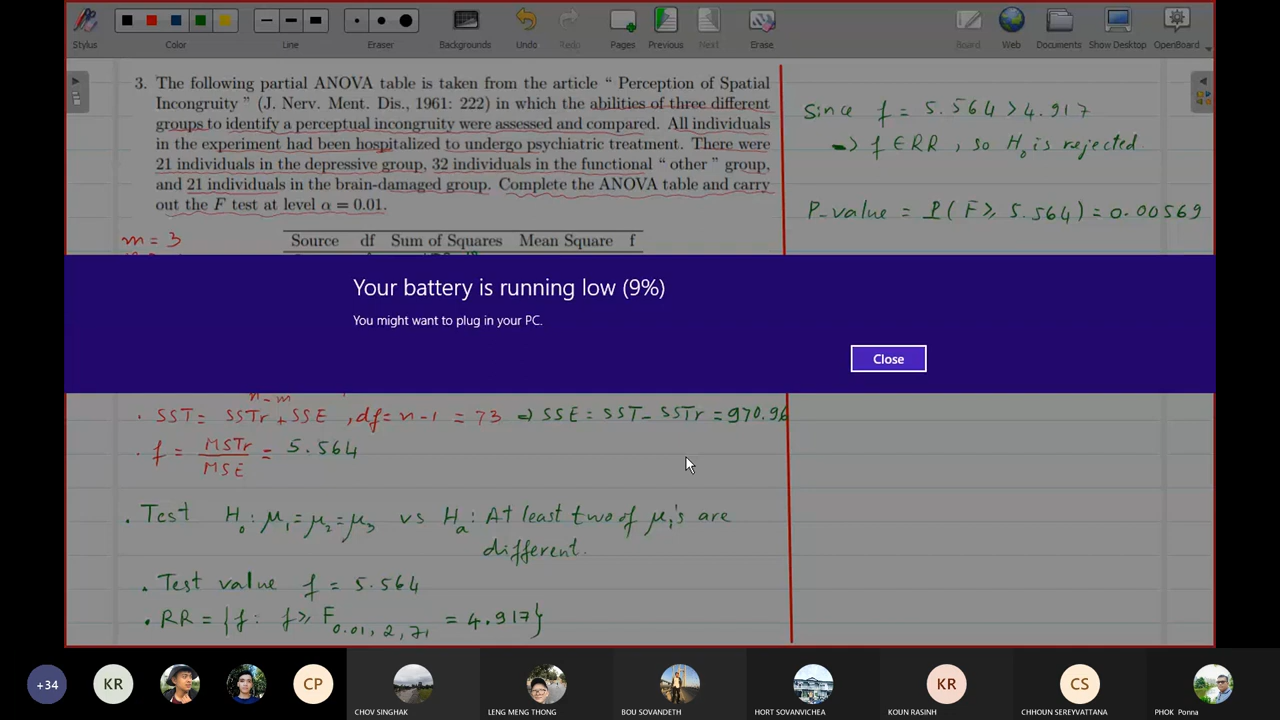 Stylus Color Line Eraser Backgrounds Undo Redo Pages Previous Next Erase Board Web Documents Show Desktop OpenBoard
3. The following partial ANOVA table is taken from the article “ Perception of Spatial
Incongruity ” (J. Nerv. Ment. Dis., 1961: 222) in which the abilities of three different
groups to identify a perceptual incongruity were assessed and compared. All individuals
in the experiment had been hospitalized to undergo psychiatric treatment. There were
21 individuals in the depressive group, 32 individuals in the functional “other ” group,
and 21 individuals in the brain-damaged group. Complete the ANOVA table and carry
out the F test at level α = 0.01.
m = 3
Source df Sum of Squares Mean Square f
Your battery is running low (9%)
You might want to plug in your PC.
Close
n-m
· SST = SSTr + SSE , df = n-1 = 73 ⇒ SSE = SST - SSTr = 970.96
· f = MSTr / MSE = 5.564
· Test H₀: μ₁ = μ₂ = μ₃ vs Hₐ: At least two of μᵢ's are
different.
· Test value f = 5.564
· RR = {f: f ≥ F 0.01, 2, 71 = 4.917}
Since f = 5.564 > 4.917
→ f ∈ RR , so H₀ is rejected
P-value = P( F ≥ 5.564) = 0.00569
+34 KR CP
CHOV SINGHAK LENG MENG THONG BOU SOVANDETH HORT SOVANVICHEA KR KOUN RASINH CS CHHOUN SEREYVATTANA PHOK Ponna